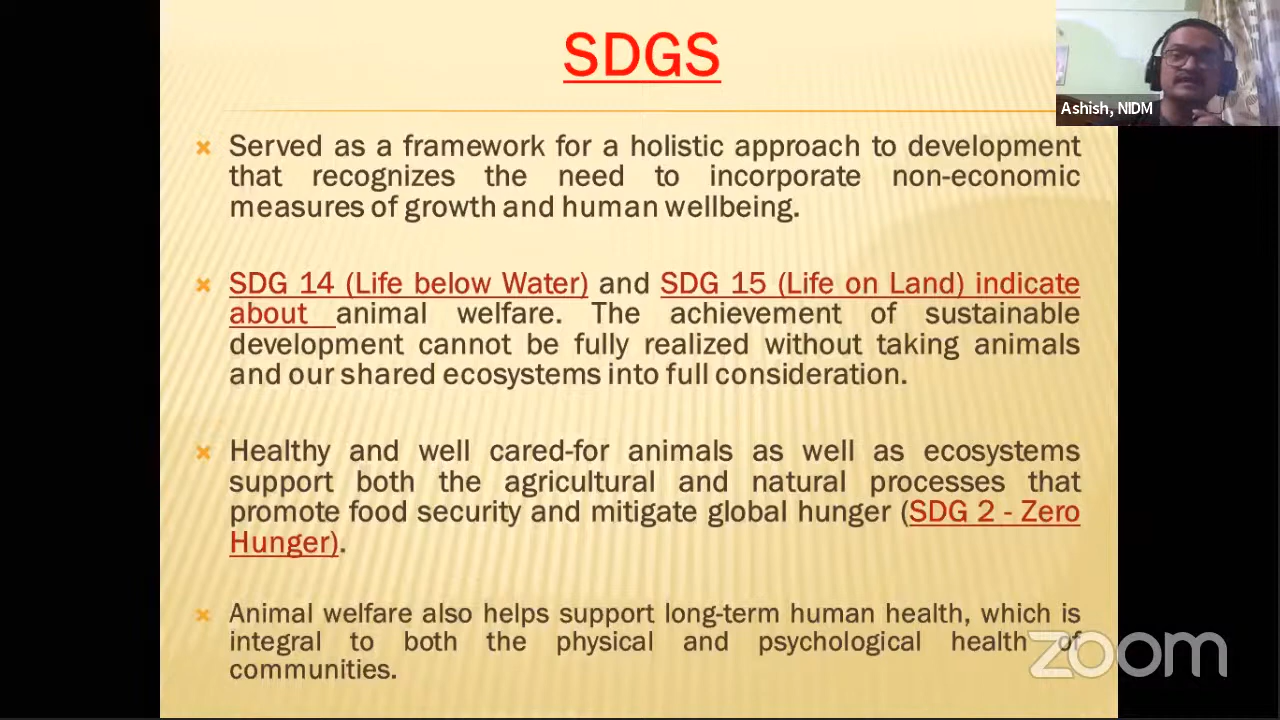 SDGS
Ashish, NIDM
Served as a framework for a holistic approach to development
that recognizes the need to incorporate non-economic
measures of growth and human wellbeing.
SDG 14 (Life below Water) and SDG 15 (Life on Land) indicate
about animal welfare. The achievement of sustainable
development cannot be fully realized without taking animals
and our shared ecosystems into full consideration.
Healthy and well cared-for animals as well as ecosystems
support both the agricultural and natural processes that
promote food security and mitigate global hunger (SDG 2 - Zero
Hunger).
Animal welfare also helps support long-term human health, which is
integral to both the physical and psychological health of
communities.
zoom